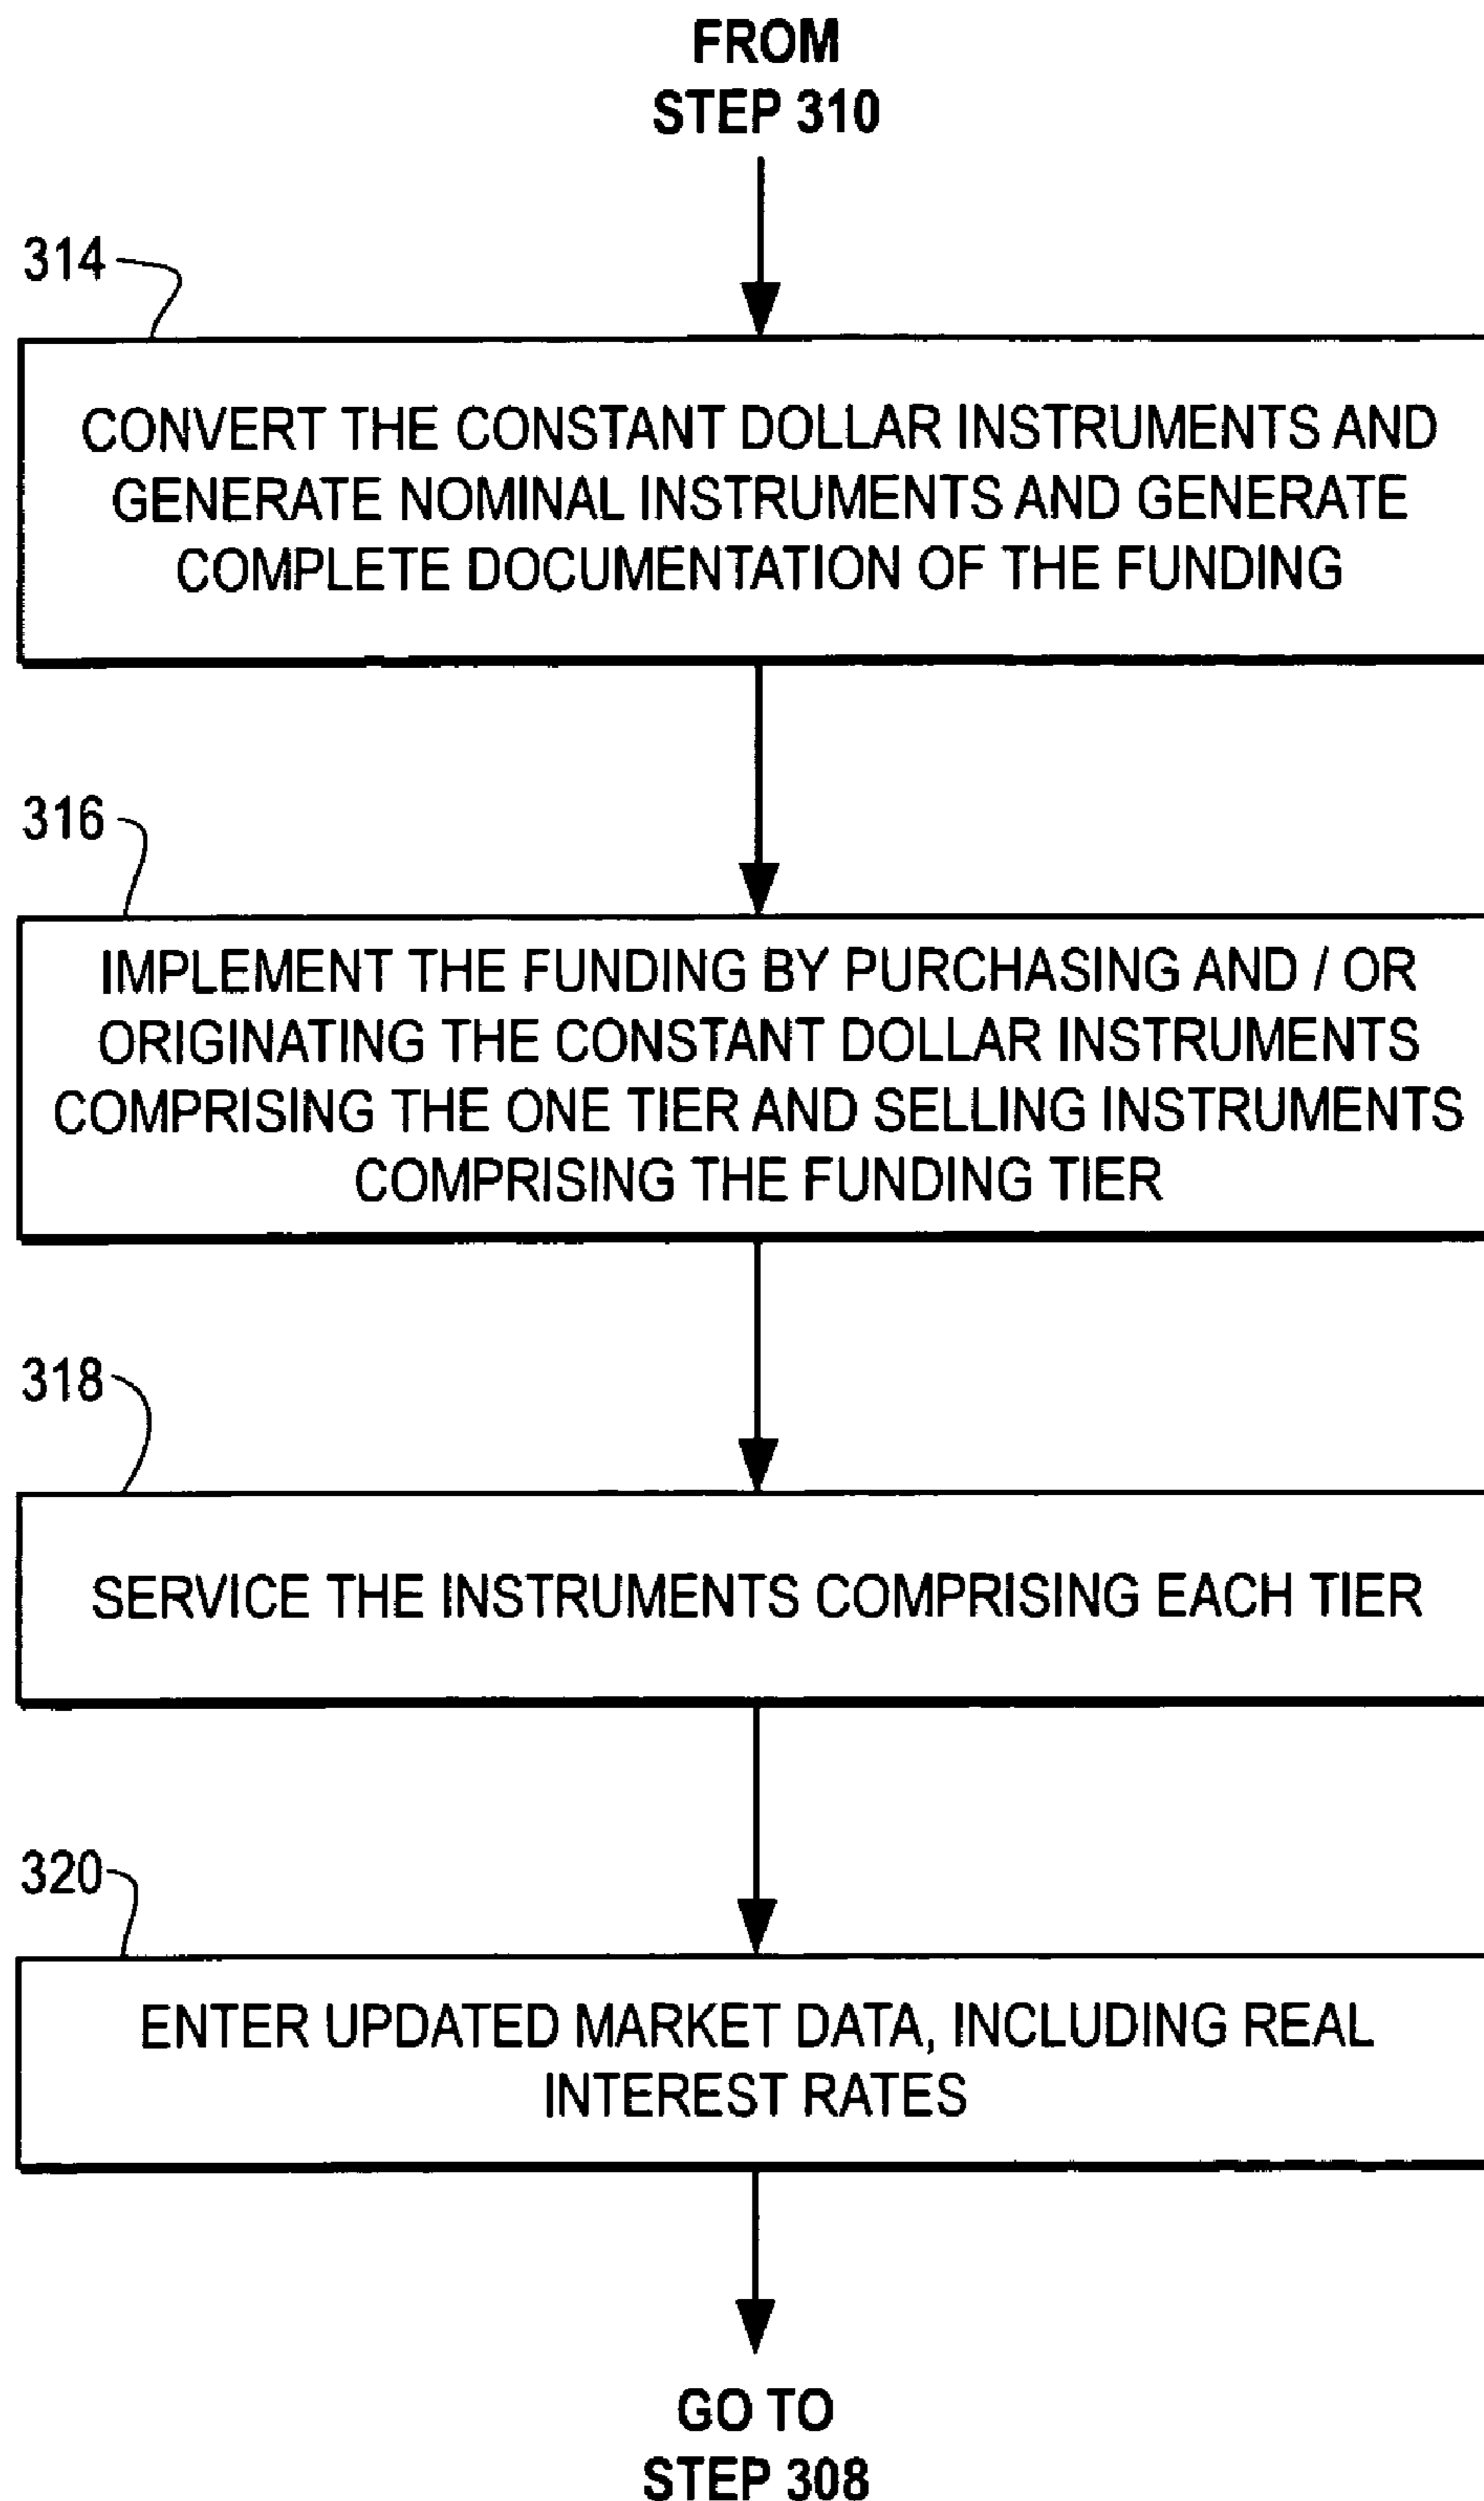 FROM
STEP 310
314
CONVERT THE CONSTANT DOLLAR INSTRUMENTS AND
GENERATE NOMINAL INSTRUMENTS AND GENERATE
COMPLETE DOCUMENTATION OF THE FUNDING
316
IMPLEMENT THE FUNDING BY PURCHASING AND / OR
ORIGINATING THE CONSTANT DOLLAR INSTRUMENTS
COMPRISING THE ONE TIER AND SELLING INSTRUMENTS
COMPRISING THE FUNDING TIER
318
SERVICE THE INSTRUMENTS COMPRISING EACH TIER
320
ENTER UPDATED MARKET DATA, INCLUDING REAL
INTEREST RATES
GO TO
STEP 308